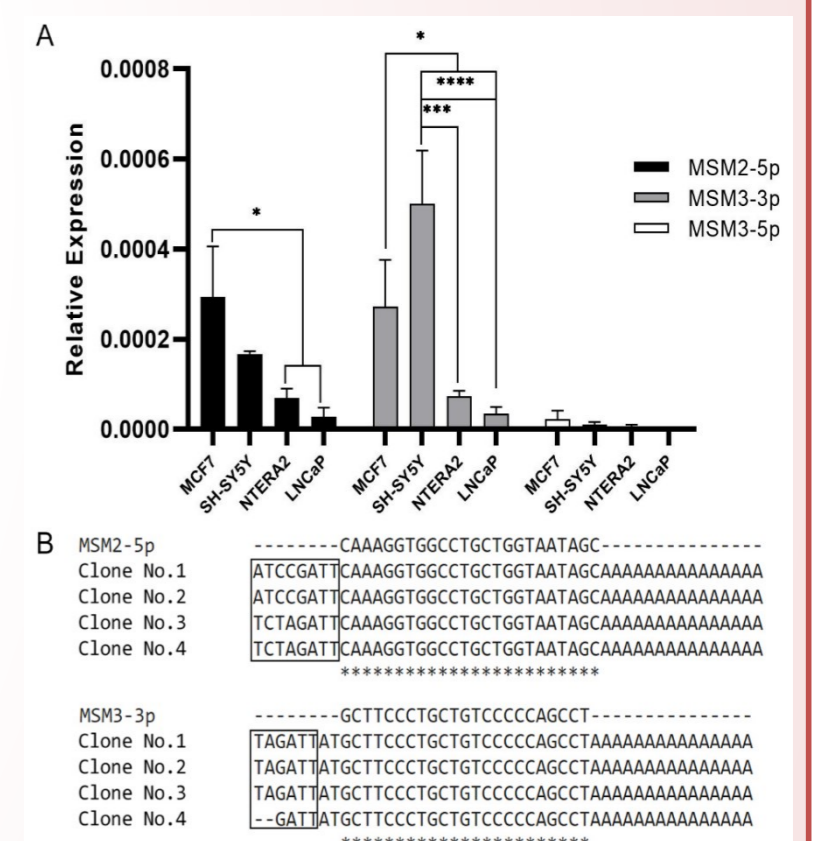 A
*
****
***
*
0.0008
0.0006
0.0004
0.0002
0.0000
Relative Expression
MSM2-5p
MSM3-3p
MSM3-5p
MCF7
SH-SY5Y
NTERA2
LNCaP
MCF7
SH-SY5Y
NTERA2
LNCaP
MCF7
SH-SY5Y
NTERA2
LNCaP
B
MSM2-5p --------CAAAGGTGGCCTGCTGGTAATAGC---------------
Clone No.1 ATCCGATTCAAAGGTGGCCTGCTGGTAATAGCAAAAAAAAAAAAAAA
Clone No.2 ATCCGATTCAAAGGTGGCCTGCTGGTAATAGCAAAAAAAAAAAAAAA
Clone No.3 TCTAGATTCAAAGGTGGCCTGCTGGTAATAGCAAAAAAAAAAAAAAA
Clone No.4 TCTAGATTCAAAGGTGGCCTGCTGGTAATAGCAAAAAAAAAAAAAAA
************************
MSM3-3p --------GCTTCCCTGCTGTCCCCCAGCCT---------------
Clone No.1 TAGATTATGCTTCCCTGCTGTCCCCCAGCCTAAAAAAAAAAAAAAA
Clone No.2 TAGATTATGCTTCCCTGCTGTCCCCCAGCCTAAAAAAAAAAAAAAA
Clone No.3 TAGATTATGCTTCCCTGCTGTCCCCCAGCCTAAAAAAAAAAAAAAA
Clone No.4 --GATTATGCTTCCCTGCTGTCCCCCAGCCTAAAAAAAAAAAAAAA
***********************